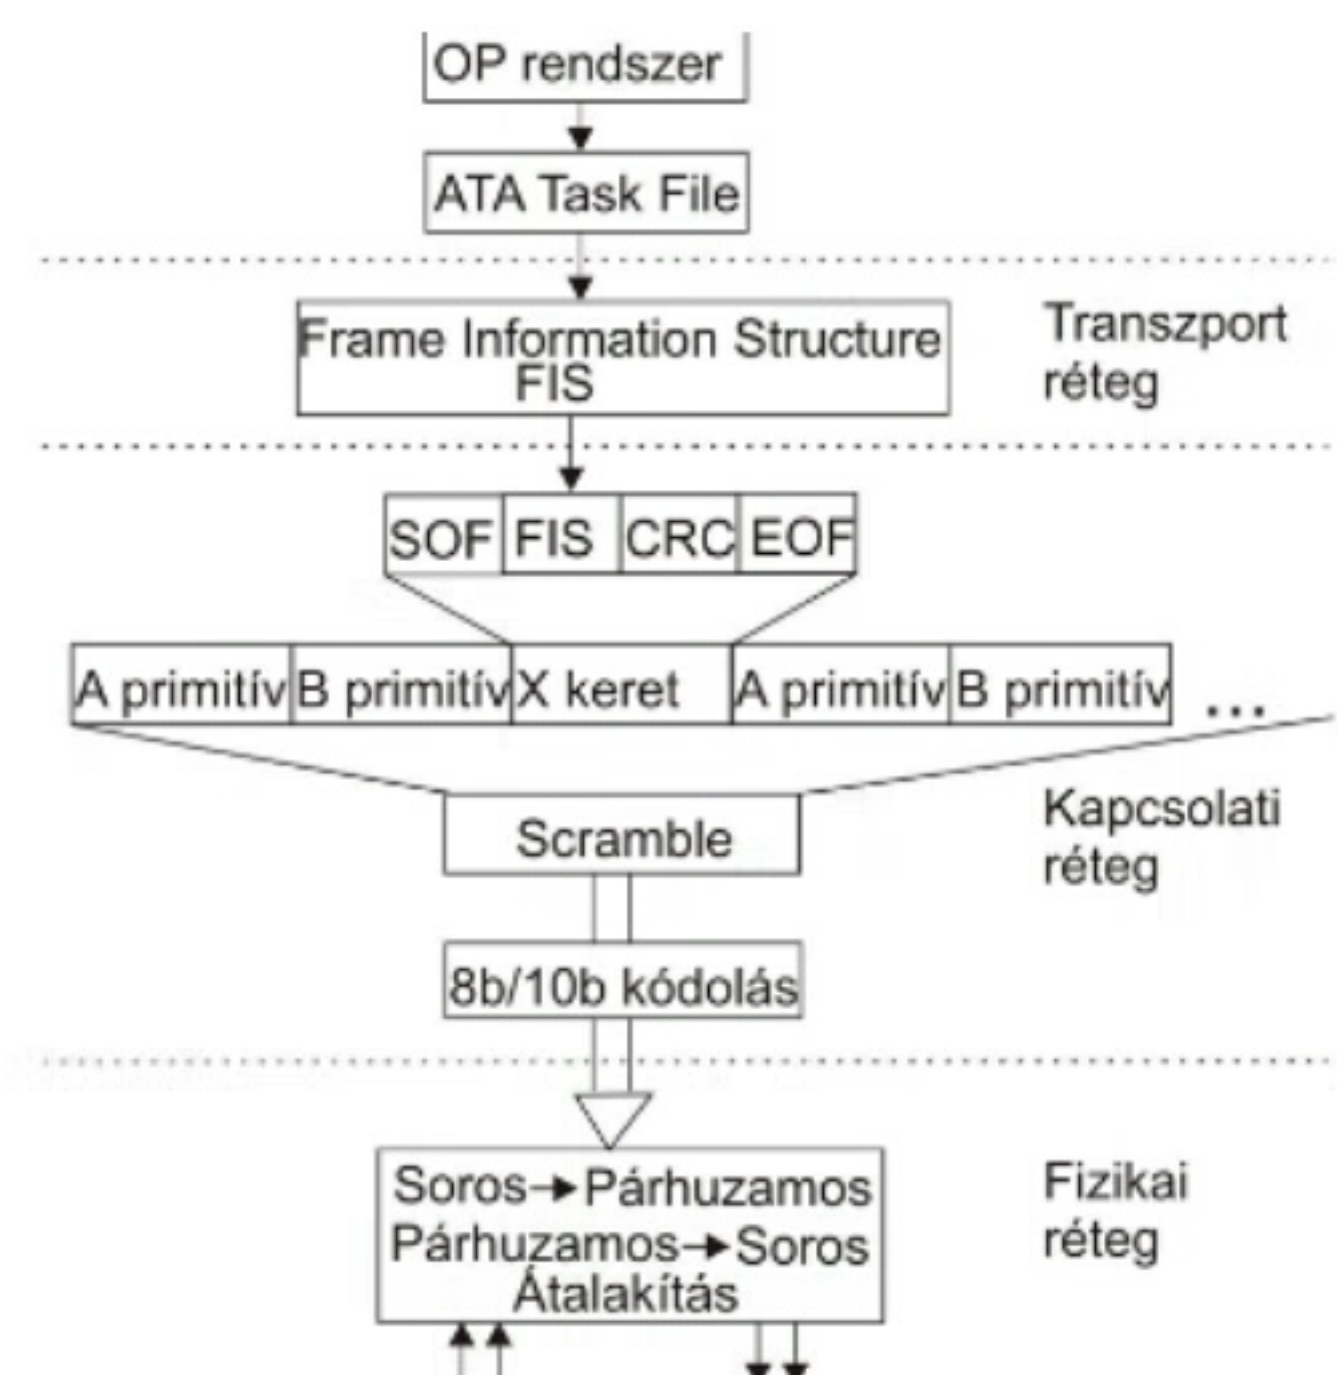 OP rendszer
ATA Task File
Frame Information Structure
FIS
Transzport
réteg
SOF FIS CRC EOF
A primitív B primitív X keret A primitív B primitív ...
Scramble
Kapcsolati
réteg
8b/10b kódolás
Soros→Párhuzamos
Párhuzamos→Soros
Átalakítás
Fizikai
réteg